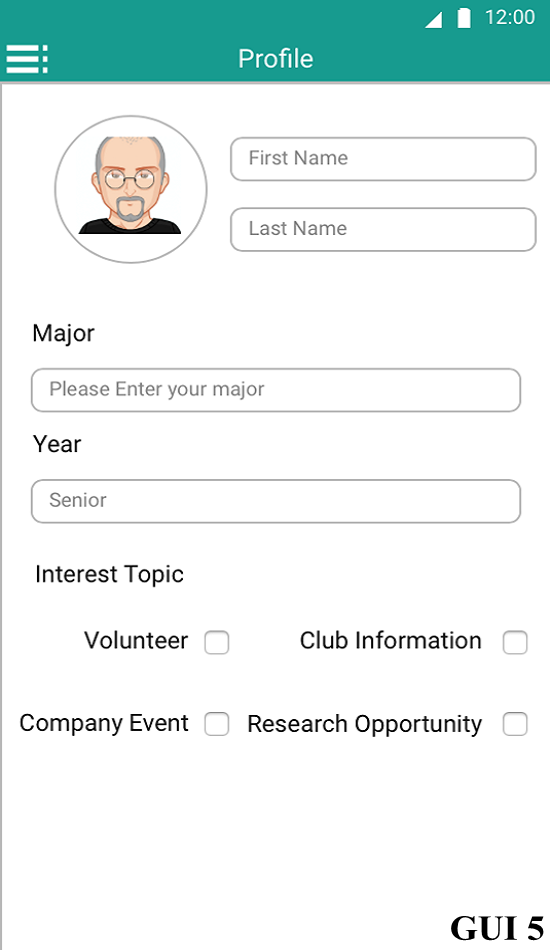 12:00
Profile
First Name
Last Name
Major
Please Enter your major
Year
Senior
Interest Topic
Volunteer
Club Information
Company Event
Research Opportunity
GUI 5